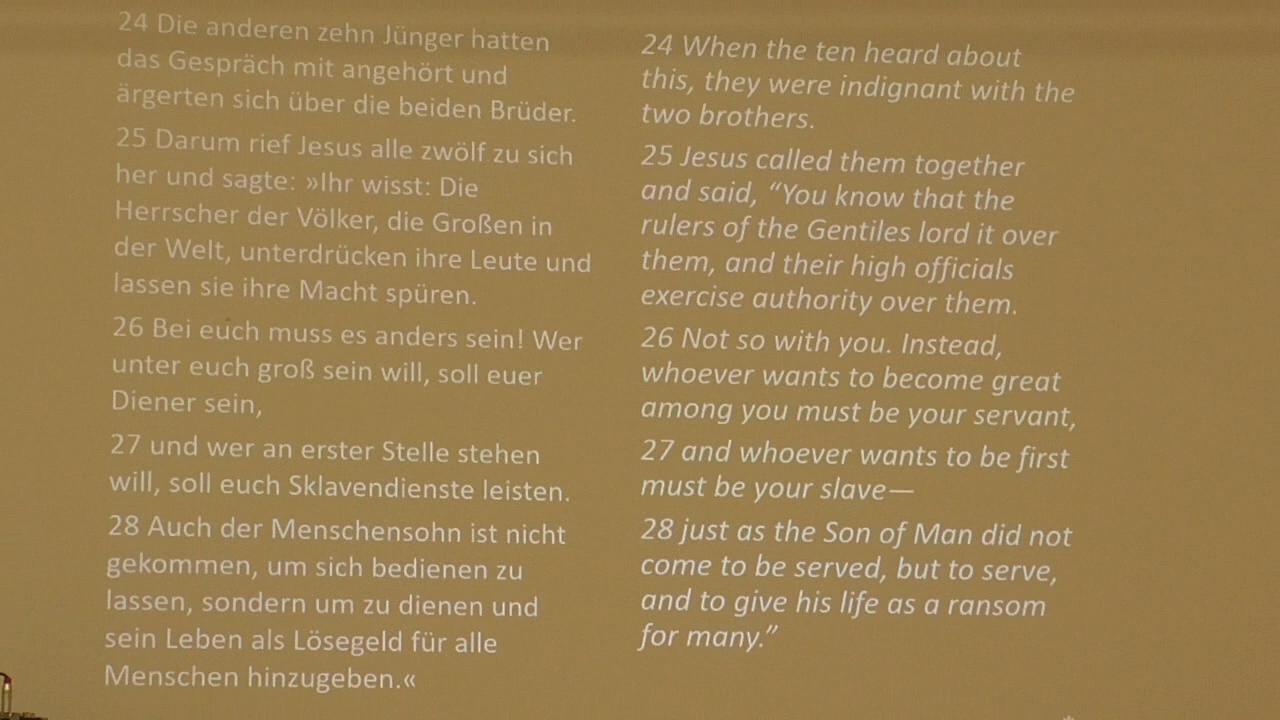 24 Die anderen zehn Jünger hatten
das Gespräch mit angehört und
ärgerten sich über die beiden Brüder.
25 Darum rief Jesus alle zwölf zu sich
her und sagte: »Ihr wisst: Die
Herrscher der Völker, die Großen in
der Welt, unterdrücken ihre Leute und
lassen sie ihre Macht spüren.
26 Bei euch muss es anders sein! Wer
unter euch groß sein will, soll euer
Diener sein,
27 und wer an erster Stelle stehen
will, soll euch Sklavendienste leisten.
28 Auch der Menschensohn ist nicht
gekommen, um sich bedienen zu
lassen, sondern um zu dienen und
sein Leben als Lösegeld für alle
Menschen hinzugeben.«
24 When the ten heard about
this, they were indignant with the
two brothers.
25 Jesus called them together
and said, “You know that the
rulers of the Gentiles lord it over
them, and their high officials
exercise authority over them.
26 Not so with you. Instead,
whoever wants to become great
among you must be your servant,
27 and whoever wants to be first
must be your slave—
28 just as the Son of Man did not
come to be served, but to serve,
and to give his life as a ransom
for many.”